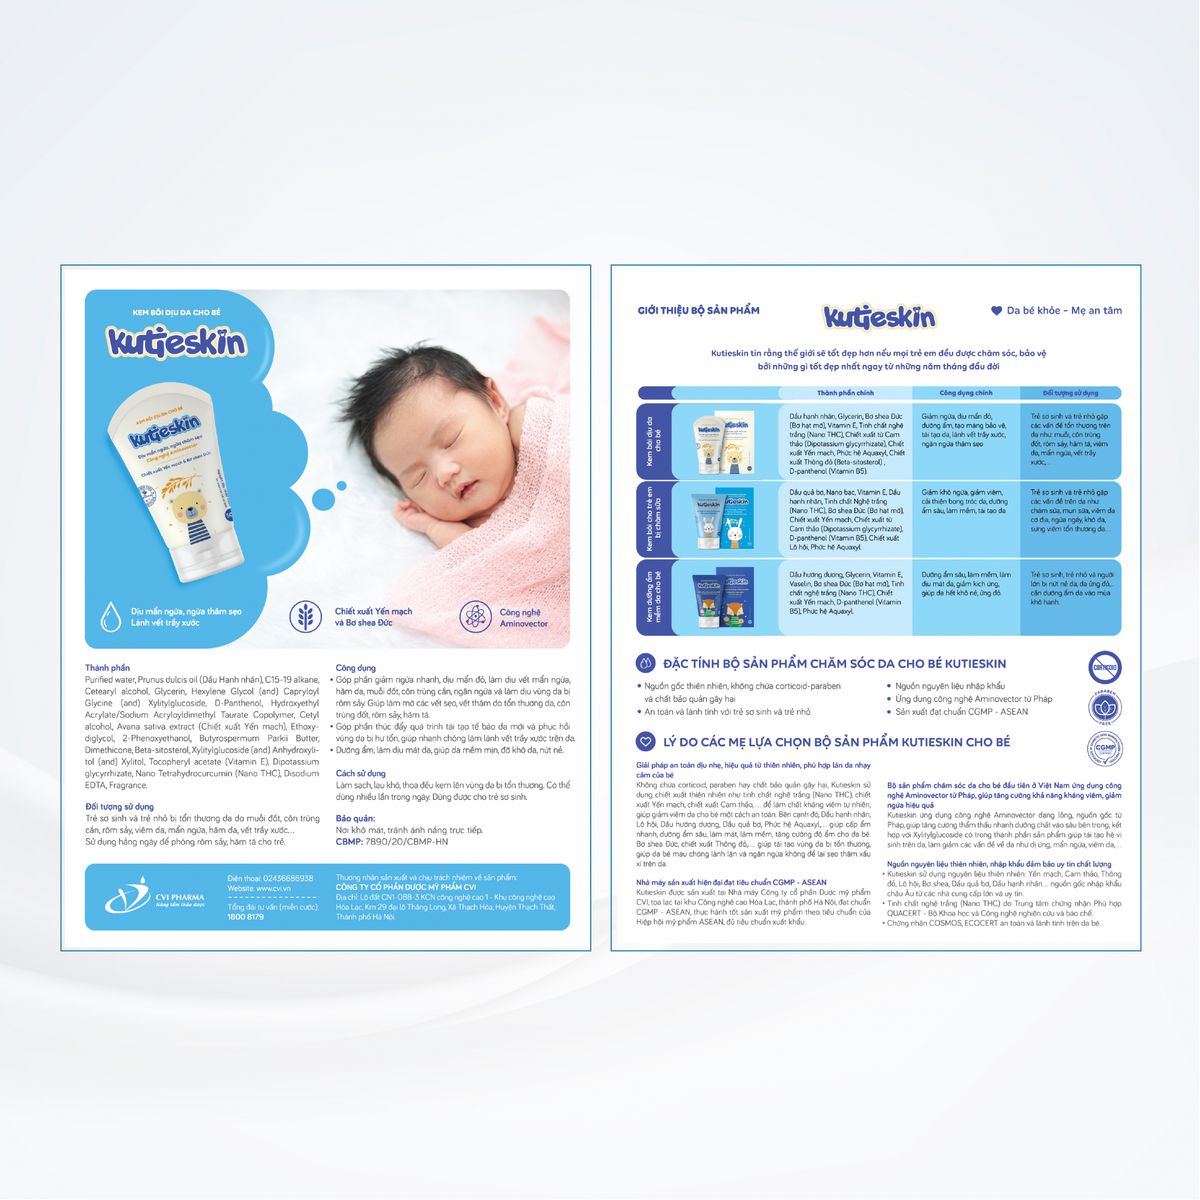 KEM BÔI DỊU DA CHO BÉ
kutieskin
KEM BÔI DỊU DA CHO BÉ
kutieskin
Dịu mẩn ngứa, ngừa thâm sẹo
Công nghệ Aminovector
Chiết xuất Yến mạch & Bơ shea Đức
Dịu mẩn ngứa, ngừa thâm sẹo
Lành vết trầy xước
Chiết xuất Yến mạch
và Bơ shea Đức
Công nghệ
Aminovector
Thành phần
Purified water, Prunus dulcis oil (Dầu Hạnh nhân), C15-19 alkane,
Cetearyl alcohol, Glycerin, Hexylene Glycol (and) Capryloyl
Glycine (and) Xylitylglucoside, D-Panthenol, Hydroxyethyl
Acrylate/Sodium Acryloyldimethyl Taurate Copolymer, Cetyl
alcohol, Avana sativa extract (Chiết xuất Yến mạch), Ethoxy-
diglycol, 2-Phenoxyethanol, Butyrospermum Parkii Butter,
Dimethicone, Beta-sitosterol, Xylitylglucoside (and) Anhydroxyli-
tol (and) Xylitol, Tocopheryl acetate (Vitamin E), Dipotassium
glycyrrhizate, Nano Tetrahydrocurcumin (Nano THC), Disodium
EDTA, Fragrance.
Đối tượng sử dụng
Trẻ sơ sinh và trẻ nhỏ bị tổn thương da do muỗi đốt, côn trùng
cắn, rôm sảy, viêm da, mẩn ngứa, hăm da, vết trầy xước...
Sử dụng hằng ngày để phòng rôm sảy, hăm tã cho trẻ.
Công dụng
• Góp phần giảm ngứa nhanh, dịu mẩn đỏ, làm dịu vết mẩn ngứa,
hăm da, muỗi đốt, côn trùng cắn, ngăn ngừa và làm dịu vùng da bị
rôm sảy. Giúp làm mờ các vết sẹo, vết thâm do tổn thương da, côn
trùng đốt, rôm sảy, hăm tã.
• Góp phần thúc đẩy quá trình tái tạo tế bào da mới và phục hồi
vùng da bị hư tổn, giúp nhanh chóng làm lành vết trầy xước trên da.
• Dưỡng ẩm, làm dịu mát da, giúp da mềm mịn, đỡ khô da, nứt nẻ.
Cách sử dụng
Làm sạch, lau khô, thoa đều kem lên vùng da bị tổn thương. Có thể
dùng nhiều lần trong ngày. Dùng được cho trẻ sơ sinh.
Bảo quản:
Nơi khô mát, tránh ánh nắng trực tiếp.
CBMP: 7890/20/CBMP-HN
CVI PHARMA
Nâng tầm thảo dược
Điện thoại: 02436686938
Website: www.cvi.vn
Tổng đài tư vấn (miễn cước):
1800 8179
Thương nhân sản xuất và chịu trách nhiệm về sản phẩm:
CÔNG TY CỔ PHẦN DƯỢC MỸ PHẨM CVI
Địa chỉ: Lô đất CN1-08B-3 KCN công nghệ cao 1 - Khu công nghệ cao
Hòa Lạc, Km 29 đại lộ Thăng Long, Xã Thạch Hòa, Huyện Thạch Thất,
Thành phố Hà Nội
GIỚI THIỆU BỘ SẢN PHẨM
kutieskin
Da bé khỏe - Mẹ an tâm
Kutieskin tin rằng thế giới sẽ tốt đẹp hơn nếu mọi trẻ em đều được chăm sóc, bảo vệ
bởi những gì tốt đẹp nhất ngay từ những năm tháng đầu đời
Thành phần chính
Công dụng chính
Đối tượng sử dụng
Kem bôi dịu da
cho bé
Dầu hạnh nhân, Glycerin, Bơ shea Đức
(Bơ hạt mỡ), Vitamin E, Tinh chất nghệ
trắng (Nano THC), Chiết xuất từ Cam
thảo (Dipotassium glycyrrhizate), Chiết
xuất Yến mạch, Phức hệ Aquaxyl, Chiết
xuất Thông đỏ (Beta-sitosterol) ,
D-panthenol (Vitamin B5).
Giảm ngứa, dịu mẩn đỏ,
dưỡng ẩm, tạo màng bảo vệ,
tái tạo da, lành vết trầy xước,
ngăn ngừa thâm sẹo
Trẻ sơ sinh và trẻ nhỏ gặp
các vấn đề tổn thương trên
da như: muỗi, côn trùng
đốt, rôm sảy, hăm tã, viêm
da, mẩn ngứa, vết trầy
xước,...
Kem bôi cho trẻ em
bị chàm sữa
Dầu quả bơ, Nano bạc, Vitamin E, Dầu
hạnh nhân, Tinh chất Nghệ trắng
(Nano THC), Bơ shea Đức (Bơ hạt mỡ),
Chiết xuất Yến mạch, Chiết xuất từ
Cam thảo (Dipotassium glycyrrhizate),
D-panthenol (Vitamin B5), Chiết xuất
Lô hội, Phức hệ Aquaxyl.
Giảm khô ngứa, giảm viêm,
cải thiện bong tróc da, dưỡng
ẩm sâu, làm mềm, tái tạo da
Trẻ sơ sinh và trẻ nhỏ gặp
các vấn đề trên da như
chàm sữa, mụn sữa, viêm da
cơ địa, ngứa ngáy, khô da,
sưng viêm tổn thương da...
Kem dưỡng ẩm
mềm da cho bé
Dầu hướng dương, Glycerin, Vitamin E,
Vaselin, Bơ shea Đức (Bơ hạt mỡ), Tinh
chất nghệ trắng (Nano THC), Chiết
xuất Yến mạch, D-panthenol (Vitamin
B5), Phức hệ Aquaxyl.
Dưỡng ẩm sâu, làm mềm, làm
dịu mát da, giảm kích ứng,
giúp da hết khô nẻ, ửng đỏ.
Trẻ sơ sinh, trẻ nhỏ và người
lớn bị nứt nẻ da, da ửng đỏ,..
cần dưỡng ẩm da vào mùa
khô hanh.
ĐẶC TÍNH BỘ SẢN PHẨM CHĂM SÓC DA CHO BÉ KUTIESKIN
• Nguồn gốc thiên nhiên, không chứa corticoid-paraben
và chất bảo quản gây hại
• An toàn và lành tính với trẻ sơ sinh và trẻ nhỏ
• Nguồn nguyên liệu nhập khẩu
• Ứng dụng công nghệ Aminovector từ Pháp
• Sản xuất đạt chuẩn CGMP - ASEAN
CORTICOID
PARABEN
FREE
CGMP
LÝ DO CÁC MẸ LỰA CHỌN BỘ SẢN PHẨM KUTIESKIN CHO BÉ
Giải pháp an toàn dịu nhẹ, hiệu quả từ thiên nhiên, phù hợp làn da nhạy
cảm của bé
Không chứa corticoid, paraben hay chất bảo quản gây hại, Kutieskin sử
dụng chiết xuất thiên nhiên như tinh chất nghệ trắng (Nano THC), chiết
xuất Yến mạch, chiết xuất Cam thảo, ... để làm chất kháng viêm tự nhiên,
giúp giảm viêm da cho bé một cách an toàn. Bên cạnh đó, Dầu hạnh nhân,
Lô hội, Dầu hướng dương, Dầu quả bơ, Phức hệ Aquaxyl,... giúp cấp ẩm
nhanh, dưỡng ẩm sâu, làm mát, làm mềm, tăng cường độ ẩm cho da bé.
Bơ shea Đức, chiết xuất Thông đỏ,... giúp tái tạo vùng da bị tổn thương,
giúp da bé mau chóng lành lặn và ngăn ngừa không để lại sẹo thâm xấu
xí trên da.
Nhà máy sản xuất hiện đại đạt tiêu chuẩn CGMP - ASEAN
Kutieskin được sản xuất tại Nhà máy Công ty cổ phần Dược mỹ phẩm
CVI, tọa lạc tại khu Công nghệ cao Hòa Lạc, thành phố Hà Nội, đạt chuẩn
CGMP - ASEAN, thực hành tốt sản xuất mỹ phẩm theo tiêu chuẩn của
Hiệp hội mỹ phẩm ASEAN, đủ tiêu chuẩn xuất khẩu.
Bộ sản phẩm chăm sóc da cho bé đầu tiên ở Việt Nam ứng dụng công
nghệ Aminovector từ Pháp, giúp tăng cường khả năng kháng viêm, giảm
ngứa hiệu quả
Kutieskin ứng dụng công nghệ Aminovector dạng lỏng, nguồn gốc từ
Pháp, giúp tăng cường thẩm thấu nhanh dưỡng chất vào sâu bên trong, kết
hợp với Xylitylglucoside có trong thành phần sản phẩm giúp tái tạo hệ vi
sinh trên da, làm giảm các vấn đề về da như dị ứng, mẩn ngứa, viêm da,...
Nguồn nguyên liệu thiên nhiên, nhập khẩu đảm bảo uy tín chất lượng
• Kutieskin sử dụng nguyên liệu thiên nhiên: Yến mạch, Cam thảo, Thông
đỏ, Lô hội, Bơ shea, Dầu quả bơ, Dầu hạnh nhân... nguồn gốc nhập khẩu
châu Âu từ các nhà cung cấp lớn và uy tín.
• Tinh chất nghệ trắng (Nano THC) do Trung tâm chứng nhận Phù hợp
QUACERT - Bộ Khoa học và Công nghệ nghiên cứu và bào chế.
• Chứng nhận COSMOS, ECOCERT an toàn và lành tính trên da bé.